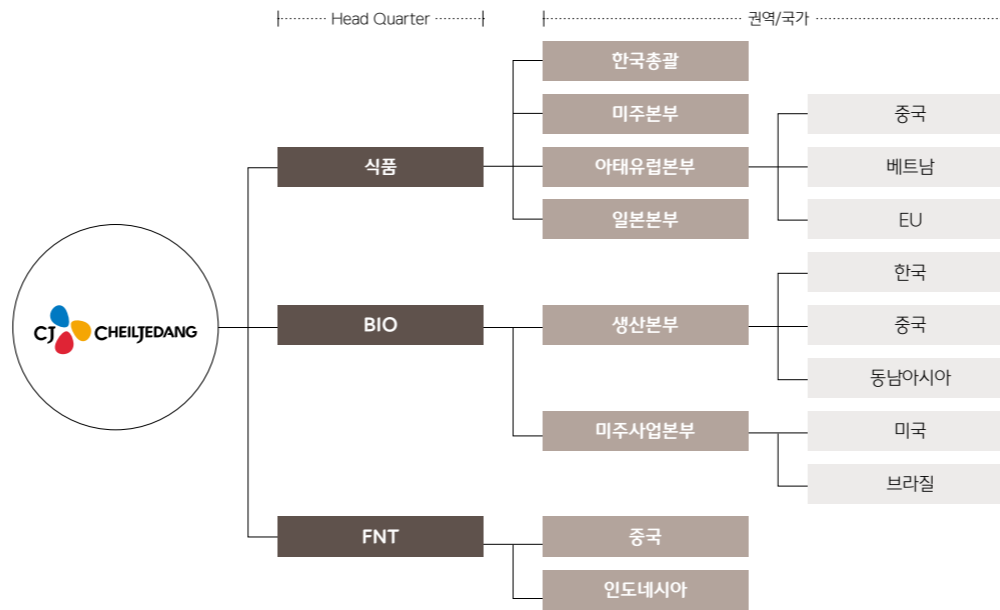 Head Quarter
권역/국가
CJ CHEILJEDANG
식품
한국총괄
미주본부
아태유럽본부
중국
베트남
EU
일본본부
BIO
생산본부
한국
중국
동남아시아
미주사업본부
미국
브라질
FNT
중국
인도네시아